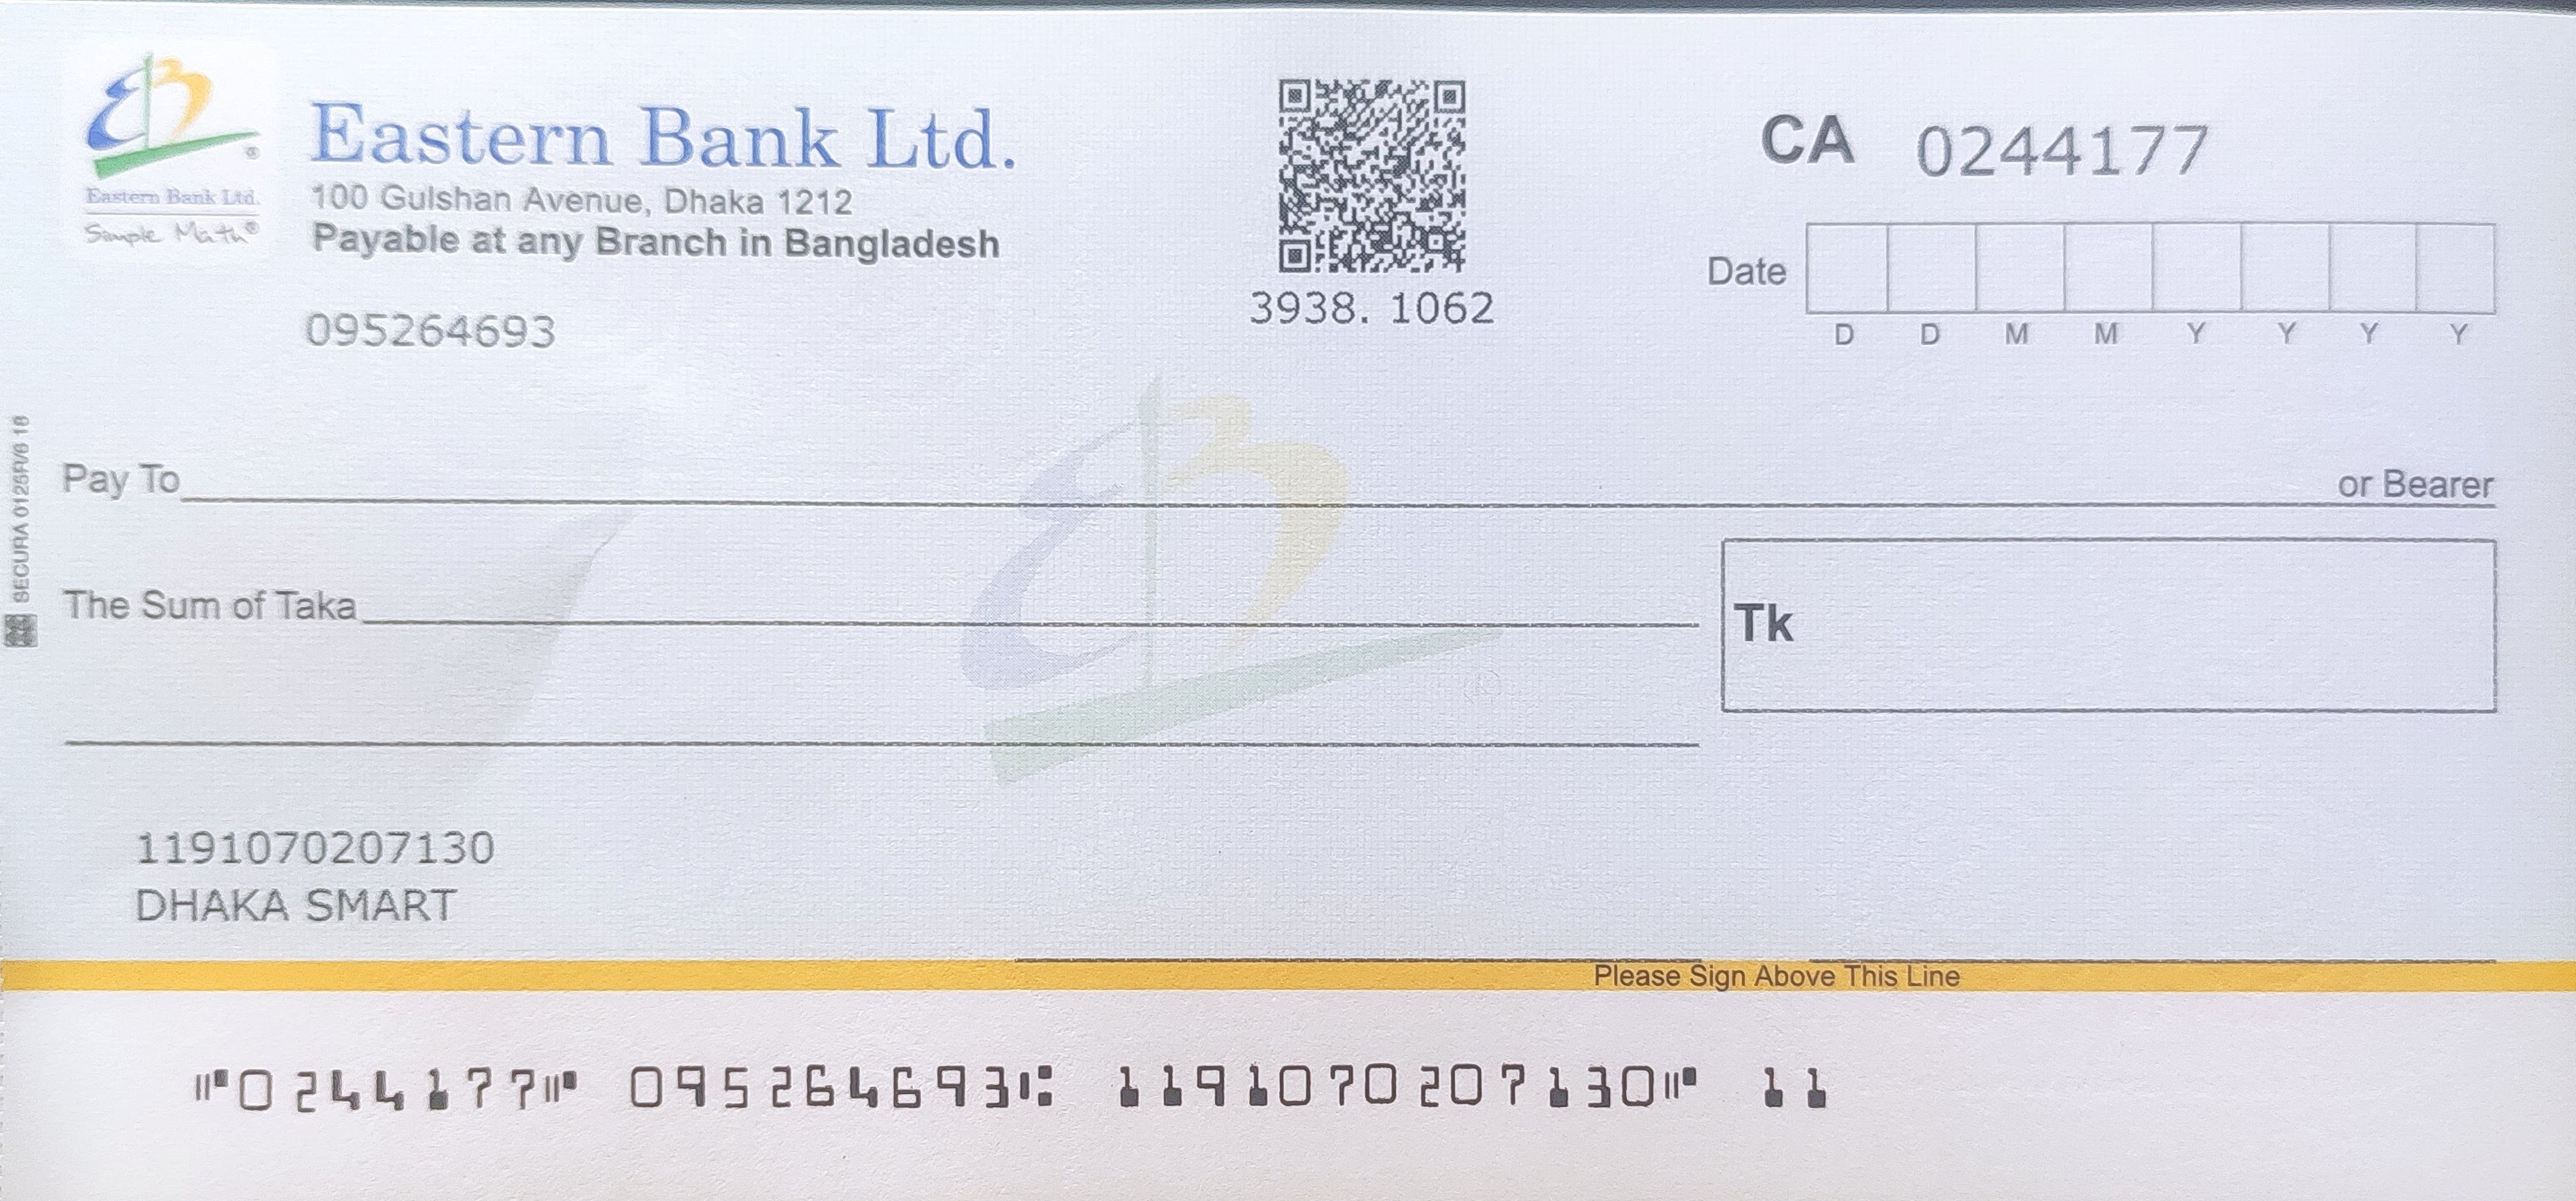 Eastern Bank Ltd.
Simple Math®
Eastern Bank Ltd.
100 Gulshan Avenue, Dhaka 1212
Payable at any Branch in Bangladesh
095264693
3938. 1062
CA 0244177
Date
D D M M Y Y Y Y
SECURA 0125R/6 18
Pay To
or Bearer
The Sum of Taka
Tk
1191070207130
DHAKA SMART
Please Sign Above This Line
⑈0244177⑈ 095264693⑆ 1191070207130⑈ 11